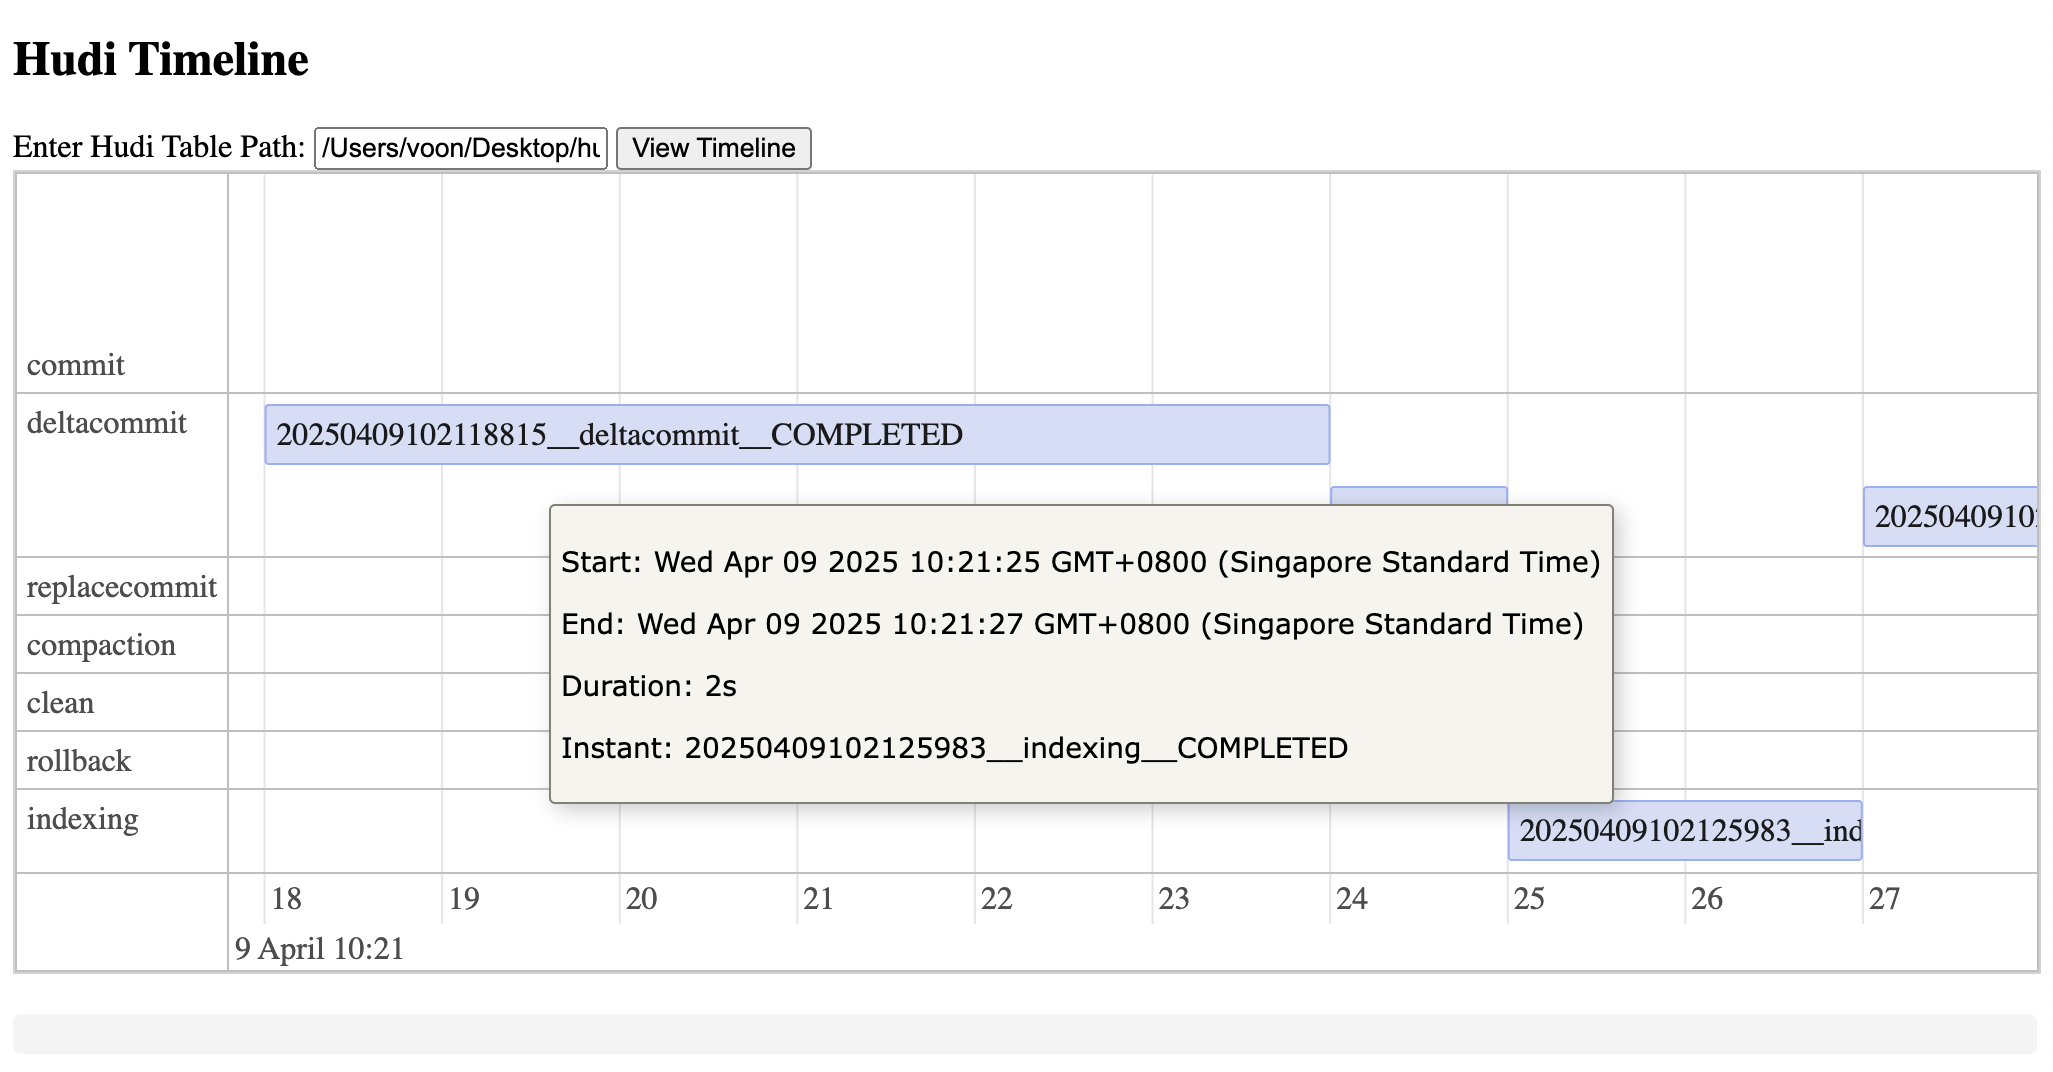 Hudi Timeline
Enter Hudi Table Path: /Users/voon/Desktop/hu View Timeline
commit
deltacommit
20250409102118815__deltacommit__COMPLETED
2025040910
replacecommit
compaction
clean
rollback
indexing
Start: Wed Apr 09 2025 10:21:25 GMT+0800 (Singapore Standard Time)
End: Wed Apr 09 2025 10:21:27 GMT+0800 (Singapore Standard Time)
Duration: 2s
Instant: 20250409102125983__indexing__COMPLETED
20250409102125983__ind
18 19 20 21 22 23 24 25 26 27
9 April 10:21